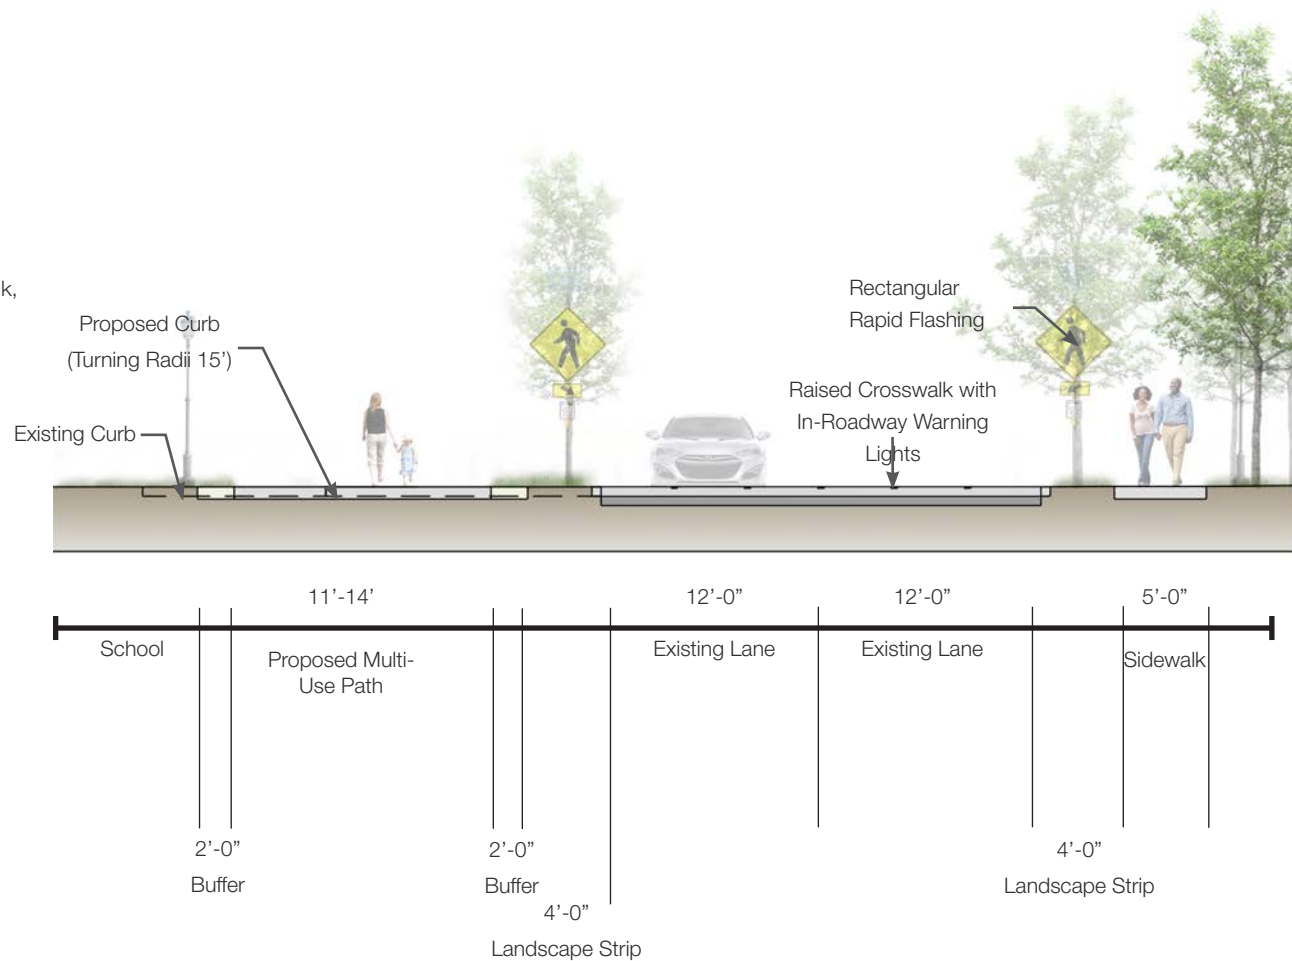 k,
Proposed Curb
(Turning Radii 15’)
Existing Curb
Rectangular
Rapid Flashing
Raised Crosswalk with
In-Roadway Warning
Lights
11’-14’
12’-0”
12’-0”
5’-0”
School
Proposed Multi-
Use Path
Existing Lane
Existing Lane
Sidewalk
2’-0”
Buffer
2’-0”
Buffer
4’-0”
Landscape Strip
4’-0”
Landscape Strip